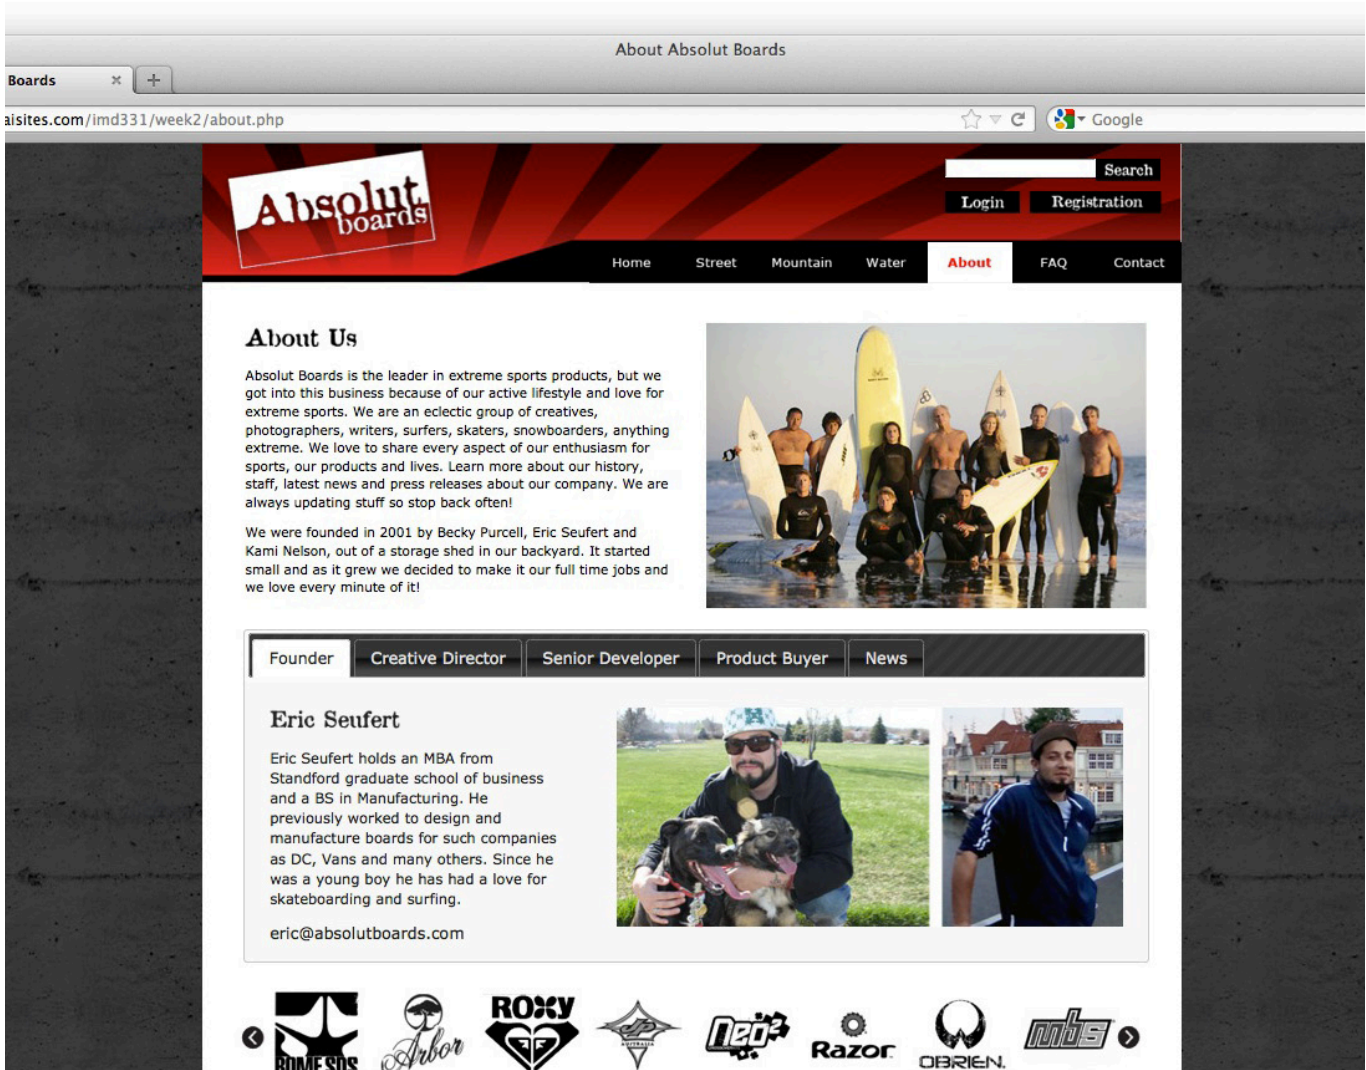 About Absolut Boards
Boards
aisites.com/imd331/week2/about.php
Google
Absolut
boards
Search
Login Registration
Home Street Mountain Water About FAQ Contact
About Us
Absolut Boards is the leader in extreme sports products, but we
got into this business because of our active lifestyle and love for
extreme sports. We are an eclectic group of creatives,
photographers, writers, surfers, skaters, snowboarders, anything
extreme. We love to share every aspect of our enthusiasm for
sports, our products and lives. Learn more about our history,
staff, latest news and press releases about our company. We are
always updating stuff so stop back often!
We were founded in 2001 by Becky Purcell, Eric Seufert and
Kami Nelson, out of a storage shed in our backyard. It started
small and as it grew we decided to make it our full time jobs and
we love every minute of it!
Founder Creative Director Senior Developer Product Buyer News
Eric Seufert
Eric Seufert holds an MBA from
Standford graduate school of business
and a BS in Manufacturing. He
previously worked to design and
manufacture boards for such companies
as DC, Vans and many others. Since he
was a young boy he has had a love for
skateboarding and surfing.
eric@absolutboards.com
ROME SDS Arbor ROXY JP AUSTRALIA neo2 Razor OBRIEN. mbs